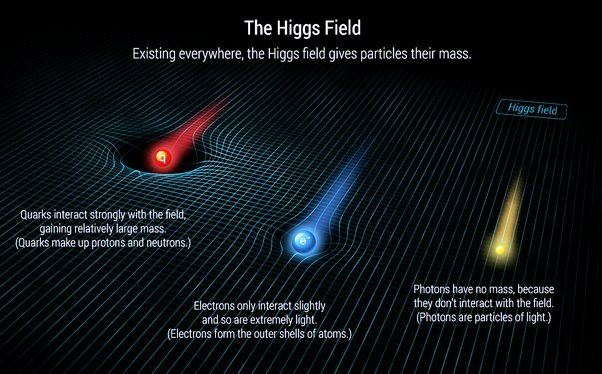 The Higgs Field
Existing everywhere, the Higgs field gives particles their mass.
Higgs field
q
Quarks interact strongly with the field,
gaining relatively large mass.
(Quarks make up protons and neutrons.)
e⁻
Electrons only interact slightly
and so are extremely light.
(Electrons form the outer shells of atoms.)
Photons have no mass, because
they don't interact with the field.
(Photons are particles of light.)